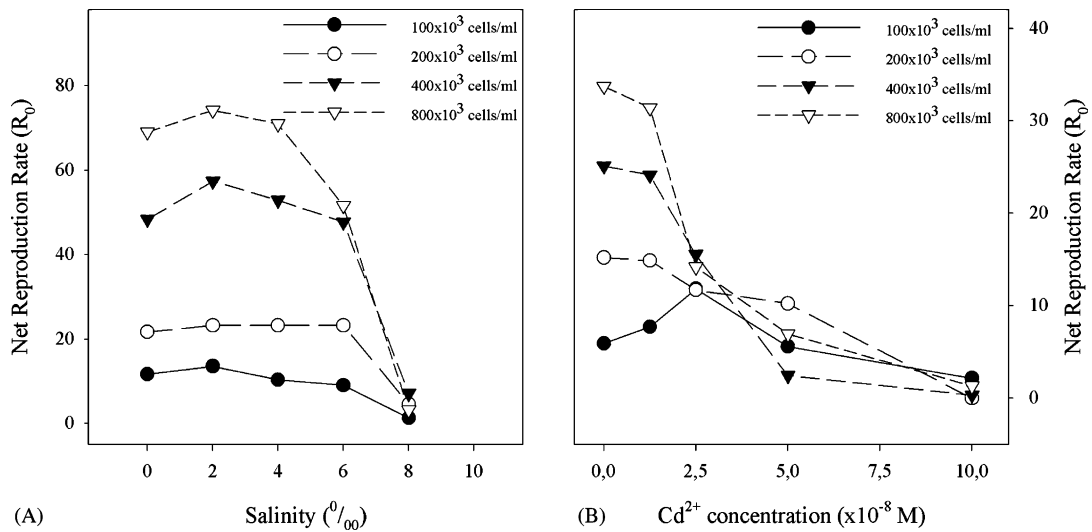 100x10³ cells/ml
200x10³ cells/ml
400x10³ cells/ml
800x10³ cells/ml
Net Reproduction Rate (R₀)
80
60
40
20
0
0 2 4 6 8 10
(A) Salinity (⁰/₀₀)
100x10³ cells/ml
200x10³ cells/ml
400x10³ cells/ml
800x10³ cells/ml
40
30
20
10
0
Net Reproduction Rate (R₀)
0,0 2,5 5,0 7,5 10,0
(B) Cd²⁺ concentration (x10⁻⁸ M)